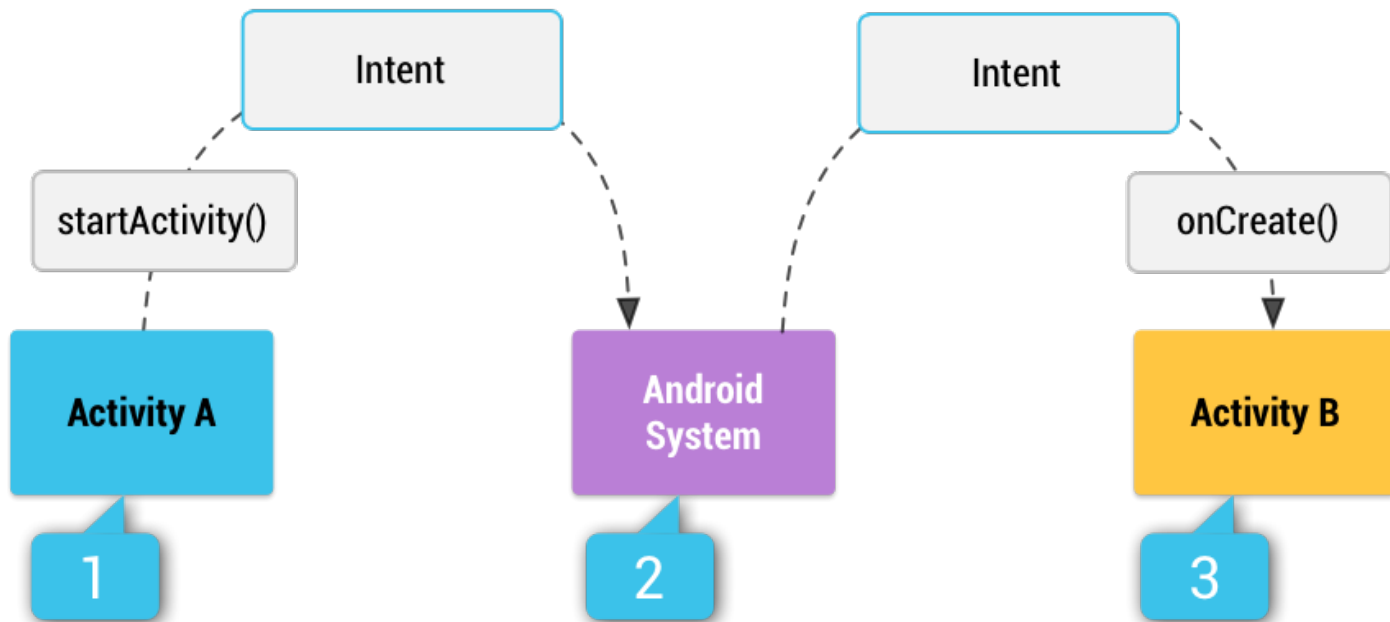 Intent
Intent
startActivity()
onCreate()
Activity A
Android
System
Activity B
1
2
3